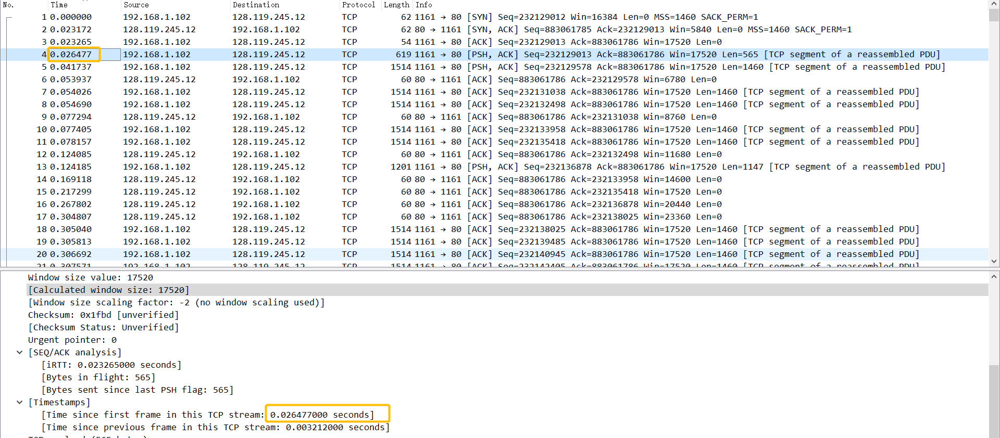 No. Time Source Destination Protocol Length Info
1 0.000000 192.168.1.102 128.119.245.12 TCP 62 1161 → 80 [SYN] Seq=232129012 Win=16384 Len=0 MSS=1460 SACK_PERM=1
2 0.023172 128.119.245.12 192.168.1.102 TCP 62 80 → 1161 [SYN, ACK] Seq=883061785 Ack=232129013 Win=5840 Len=0 MSS=1460 SACK_PERM=1
3 0.023265 192.168.1.102 128.119.245.12 TCP 54 1161 → 80 [ACK] Seq=232129013 Ack=883061786 Win=17520 Len=0
4 0.026477 192.168.1.102 128.119.245.12 TCP 619 1161 → 80 [PSH, ACK] Seq=232129013 Ack=883061786 Win=17520 Len=565 [TCP segment of a reassembled PDU]
5 0.041737 192.168.1.102 128.119.245.12 TCP 1514 1161 → 80 [PSH, ACK] Seq=232129578 Ack=883061786 Win=17520 Len=1460 [TCP segment of a reassembled PDU]
6 0.053937 128.119.245.12 192.168.1.102 TCP 60 80 → 1161 [ACK] Seq=883061786 Ack=232129578 Win=6780 Len=0
7 0.054026 192.168.1.102 128.119.245.12 TCP 1514 1161 → 80 [ACK] Seq=232131038 Ack=883061786 Win=17520 Len=1460 [TCP segment of a reassembled PDU]
8 0.054690 192.168.1.102 128.119.245.12 TCP 1514 1161 → 80 [ACK] Seq=232132498 Ack=883061786 Win=17520 Len=1460 [TCP segment of a reassembled PDU]
9 0.077294 128.119.245.12 192.168.1.102 TCP 60 80 → 1161 [ACK] Seq=883061786 Ack=232131038 Win=8760 Len=0
10 0.077405 192.168.1.102 128.119.245.12 TCP 1514 1161 → 80 [ACK] Seq=232133958 Ack=883061786 Win=17520 Len=1460 [TCP segment of a reassembled PDU]
11 0.078157 192.168.1.102 128.119.245.12 TCP 1514 1161 → 80 [ACK] Seq=232135418 Ack=883061786 Win=17520 Len=1460 [TCP segment of a reassembled PDU]
12 0.124085 128.119.245.12 192.168.1.102 TCP 60 80 → 1161 [ACK] Seq=883061786 Ack=232132498 Win=11680 Len=0
13 0.124185 192.168.1.102 128.119.245.12 TCP 1201 1161 → 80 [PSH, ACK] Seq=232136878 Ack=883061786 Win=17520 Len=1147 [TCP segment of a reassembled PDU]
14 0.169118 128.119.245.12 192.168.1.102 TCP 60 80 → 1161 [ACK] Seq=883061786 Ack=232133958 Win=14600 Len=0
15 0.217299 128.119.245.12 192.168.1.102 TCP 60 80 → 1161 [ACK] Seq=883061786 Ack=232135418 Win=17520 Len=0
16 0.267802 128.119.245.12 192.168.1.102 TCP 60 80 → 1161 [ACK] Seq=883061786 Ack=232136878 Win=20440 Len=0
17 0.304807 128.119.245.12 192.168.1.102 TCP 60 80 → 1161 [ACK] Seq=883061786 Ack=232138025 Win=23360 Len=0
18 0.305040 192.168.1.102 128.119.245.12 TCP 1514 1161 → 80 [ACK] Seq=232138025 Ack=883061786 Win=17520 Len=1460 [TCP segment of a reassembled PDU]
19 0.305813 192.168.1.102 128.119.245.12 TCP 1514 1161 → 80 [ACK] Seq=232139485 Ack=883061786 Win=17520 Len=1460 [TCP segment of a reassembled PDU]
20 0.306692 192.168.1.102 128.119.245.12 TCP 1514 1161 → 80 [ACK] Seq=232140945 Ack=883061786 Win=17520 Len=1460 [TCP segment of a reassembled PDU]
21 0.307571 192.168.1.102 128.119.245.12 TCP 1514 1161 → 80 [ACK] Seq=232142405 Ack=883061786 Win=17520 Len=1460 [TCP segment of a reassembled PDU]
Window size value: 17520
[Calculated window size: 17520]
[Window size scaling factor: -2 (no window scaling used)]
Checksum: 0x1fbd [unverified]
[Checksum Status: Unverified]
Urgent pointer: 0
[SEQ/ACK analysis]
[iRTT: 0.023265000 seconds]
[Bytes in flight: 565]
[Bytes sent since last PSH flag: 565]
[Timestamps]
[Time since first frame in this TCP stream: 0.026477000 seconds]
[Time since previous frame in this TCP stream: 0.003212000 seconds]